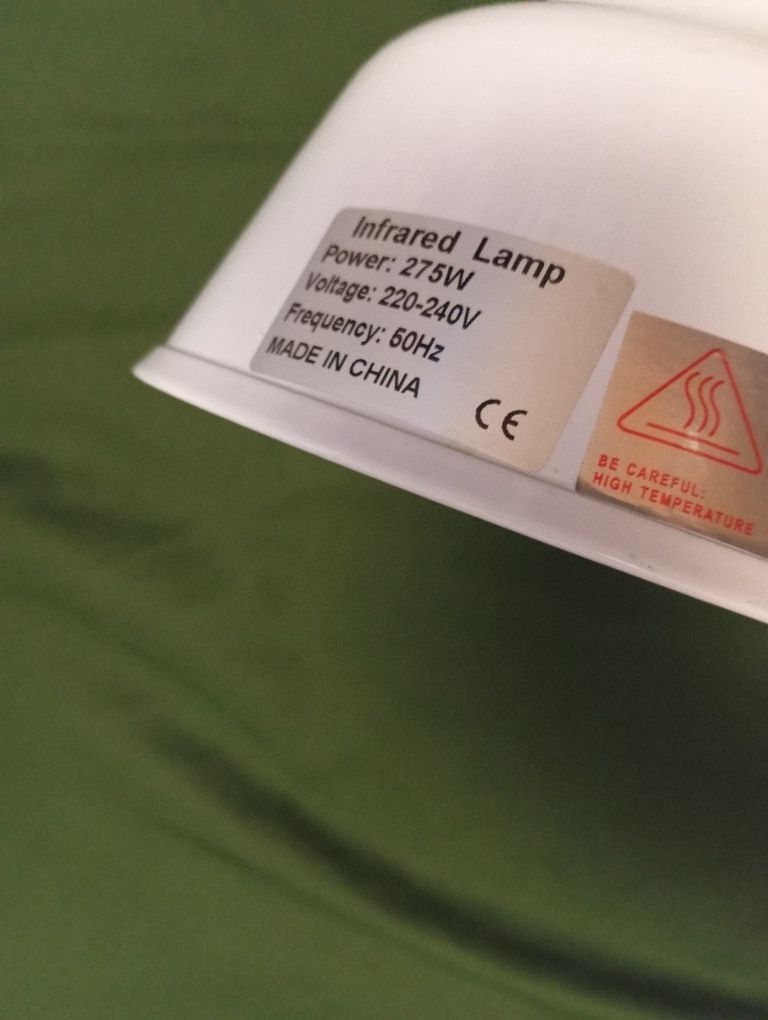 Infrared Lamp
Power: 275W
Voltage: 220-240V
Frequency: 50Hz
MADE IN CHINA
CE
BE CAREFUL:
HIGH TEMPERATURE